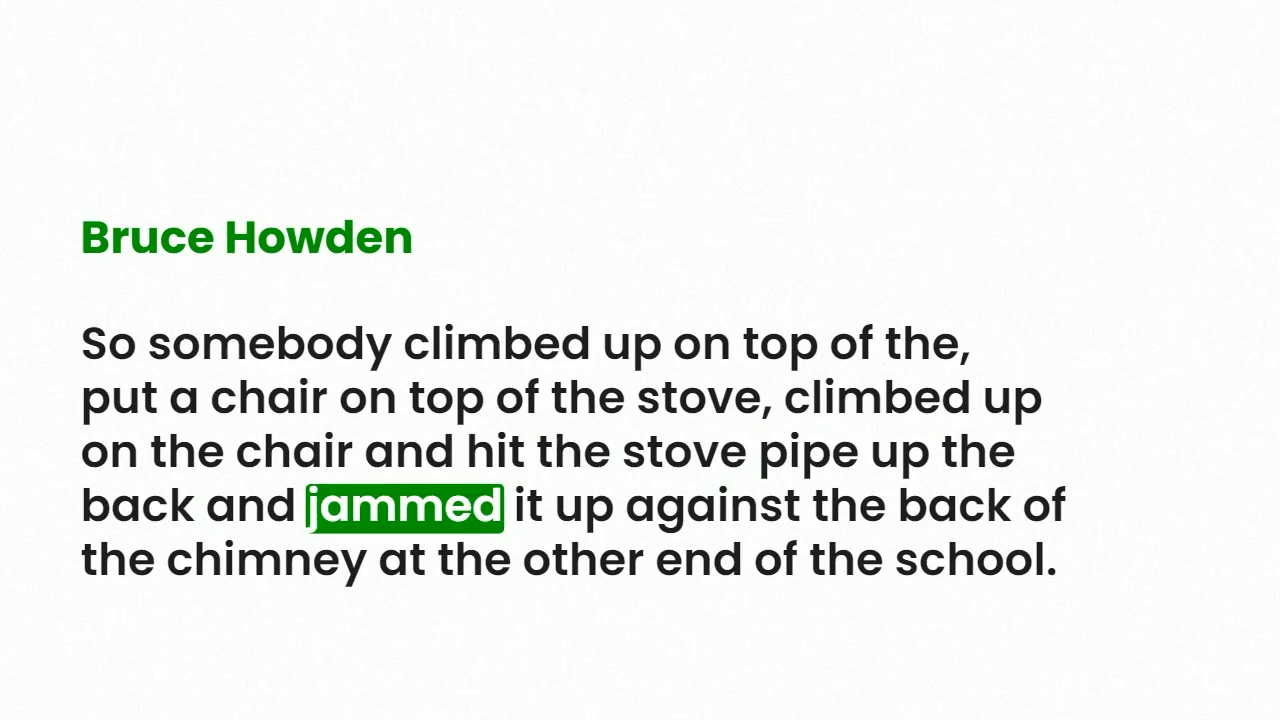 Bruce Howden
So somebody climbed up on top of the,
put a chair on top of the stove, climbed up
on the chair and hit the stove pipe up the
back and jammed it up against the back of
the chimney at the other end of the school.